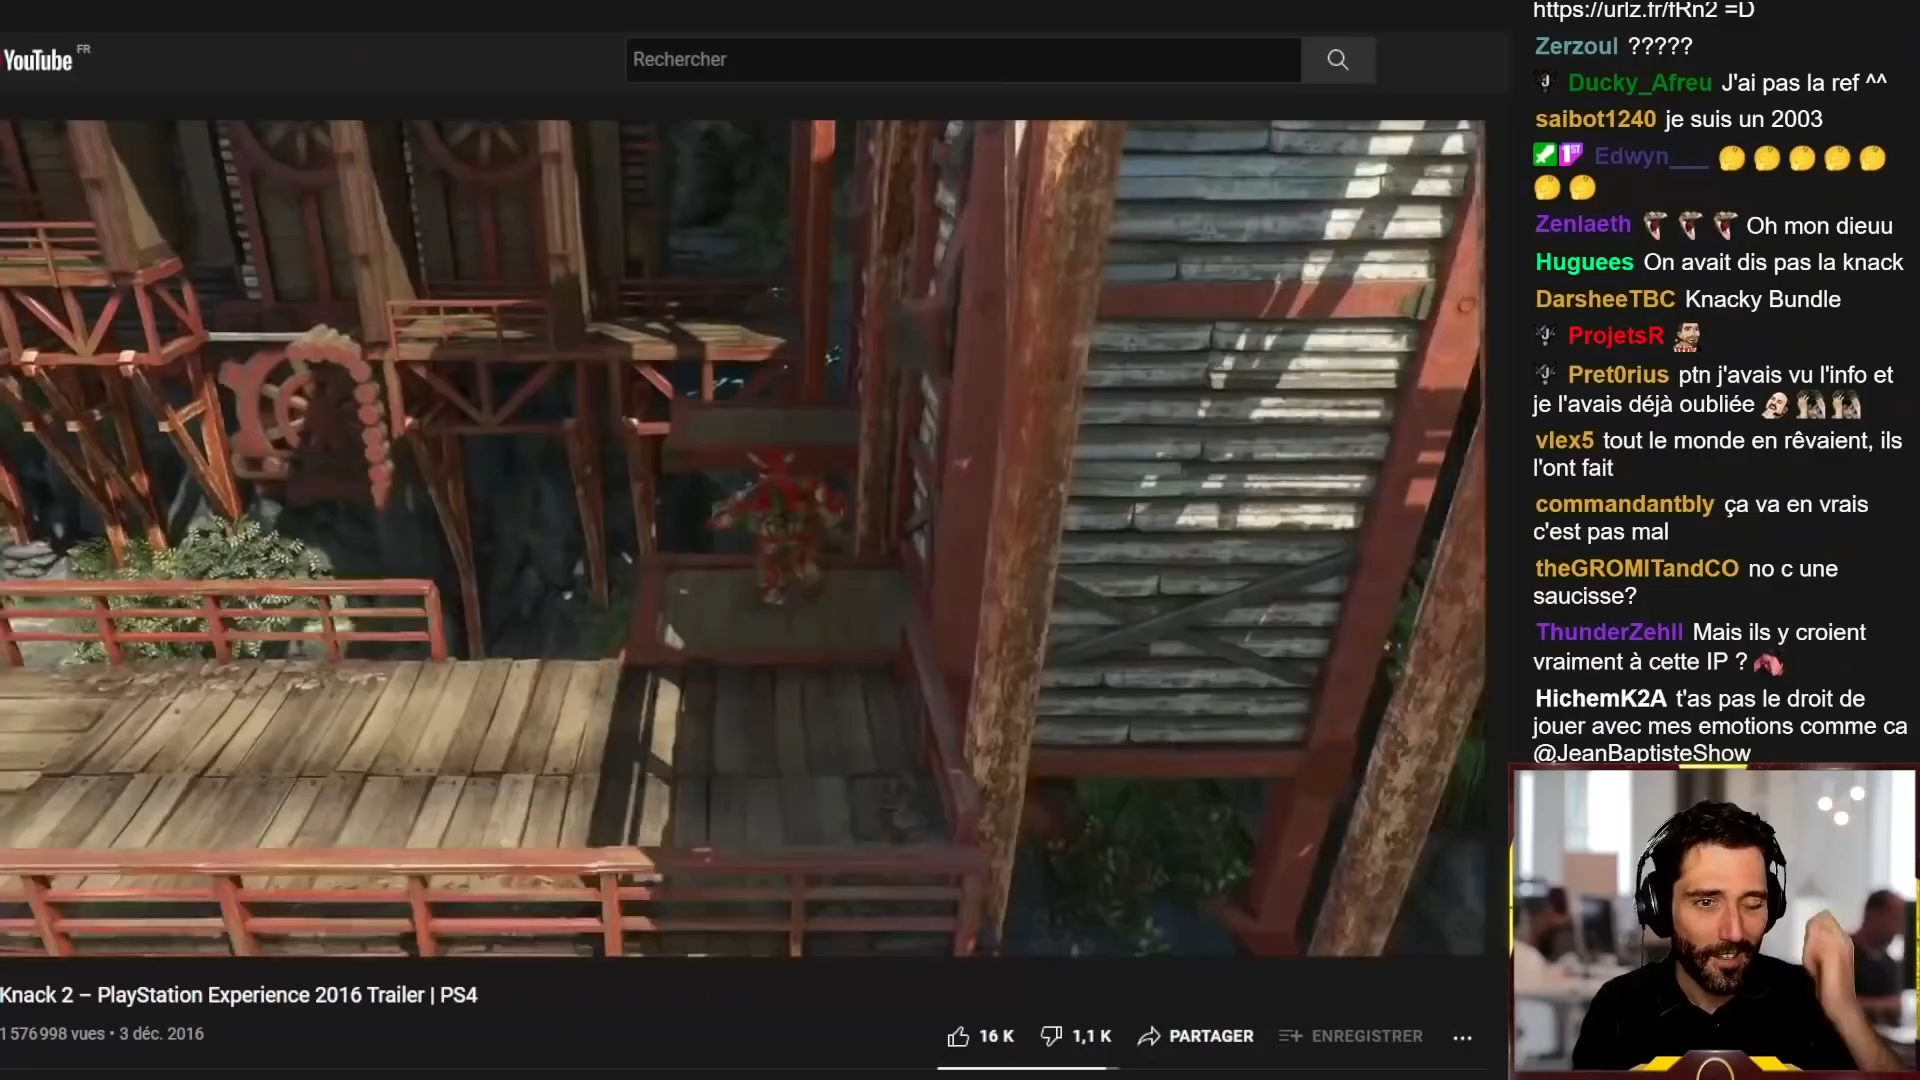 YouTube FR
Rechercher
Knack 2 – PlayStation Experience 2016 Trailer | PS4
1 576 998 vues • 3 déc. 2016
16 K
1,1 K
PARTAGER
ENREGISTRER
https://urlz.fr/fRn2 =D
Zerzoul ?????
Ducky_Afreu J'ai pas la ref ^^
saibot1240 je suis un 2003
1ST Edwyn___
Zenlaeth Oh mon dieuu
Huguees On avait dis pas la knack
DarsheeTBC Knacky Bundle
ProjetsR
Pret0rius ptn j'avais vu l'info et
je l'avais déjà oubliée
vlex5 tout le monde en rêvaient, ils
l'ont fait
commandantbly ça va en vrais
c'est pas mal
theGROMITandCO no c une
saucisse?
ThunderZehll Mais ils y croient
vraiment à cette IP ?
HichemK2A t'as pas le droit de
jouer avec mes emotions comme ca
@JeanBaptisteShow